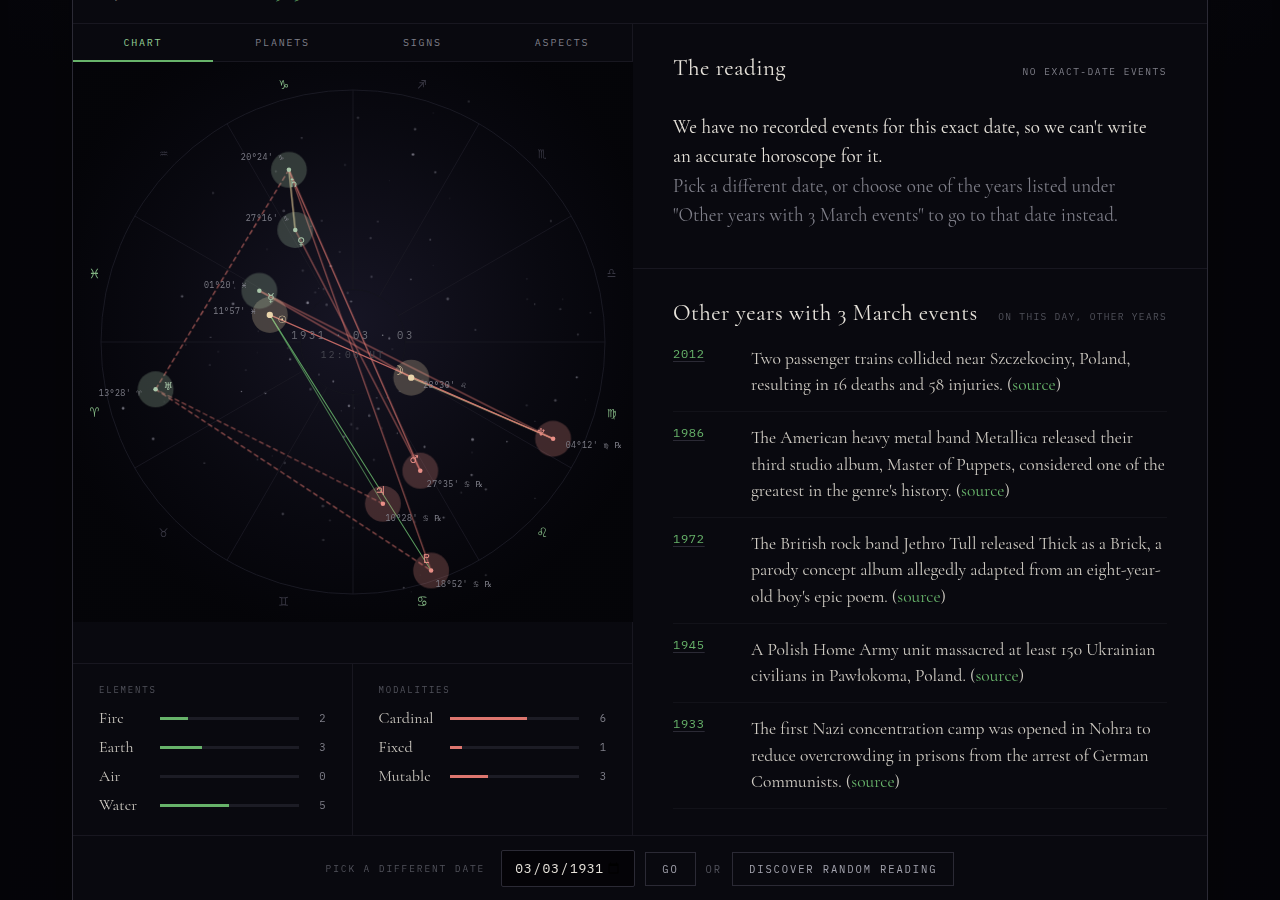 CHART PLANETS SIGNS ASPECTS
♑ ♐
♒ ♏
20°24'
27°16'
♓ ♎
01°20' ♓
11°57' ♓
1931 · 03 · 03
13°28' ♈
♈ ♍
04°12' ♍ ℞
27°35' ♋ ℞
10°28' ♋ ℞
♉ ♌
18°52' ♋ ℞
♊ ♋
ELEMENTS
Fire 2
Earth 3
Air 0
Water 5
MODALITIES
Cardinal 6
Fixed 1
Mutable 3
The reading
NO EXACT-DATE EVENTS
We have no recorded events for this exact date, so we can't write
an accurate horoscope for it.
Pick a different date, or choose one of the years listed under
"Other years with 3 March events" to go to that date instead.
Other years with 3 March events
ON THIS DAY, OTHER YEARS
2012
Two passenger trains collided near Szczekociny, Poland,
resulting in 16 deaths and 58 injuries. (source)
1986
The American heavy metal band Metallica released their
third studio album, Master of Puppets, considered one of the
greatest in the genre's history. (source)
1972
The British rock band Jethro Tull released Thick as a Brick, a
parody concept album allegedly adapted from an eight-year-
old boy's epic poem. (source)
1945
A Polish Home Army unit massacred at least 150 Ukrainian
civilians in Pawłokoma, Poland. (source)
1933
The first Nazi concentration camp was opened in Nohra to
reduce overcrowding in prisons from the arrest of German
Communists. (source)
PICK A DIFFERENT DATE 03/03/1931 GO OR DISCOVER RANDOM READING